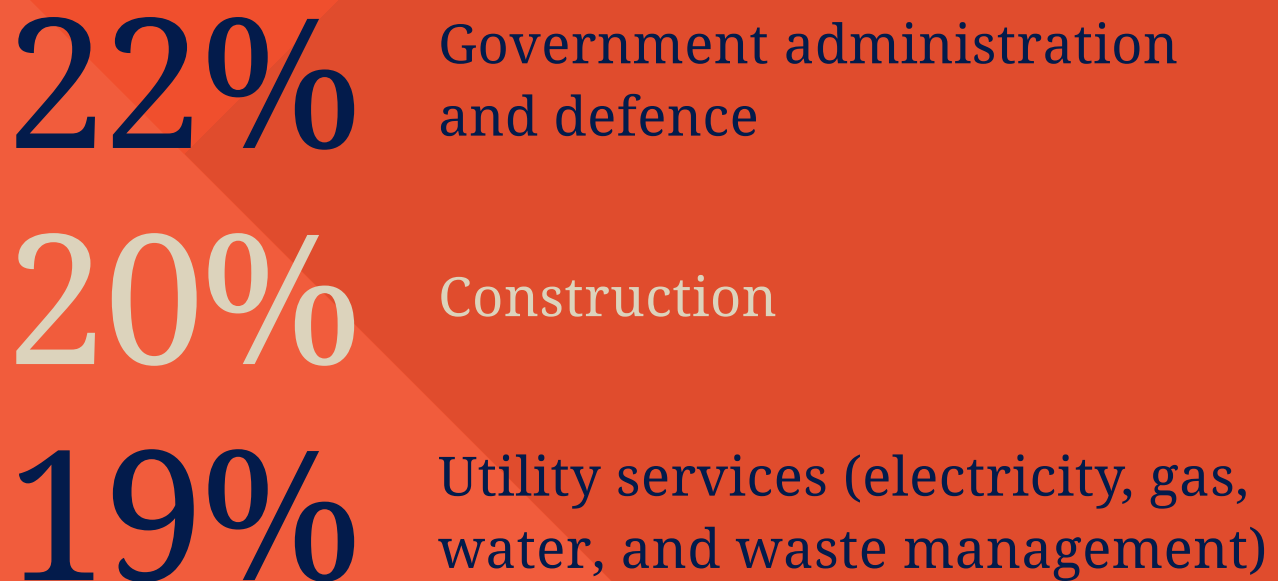 22%
Government administration
and defence
20%
Construction
19%
Utility services (electricity, gas,
water, and waste management)